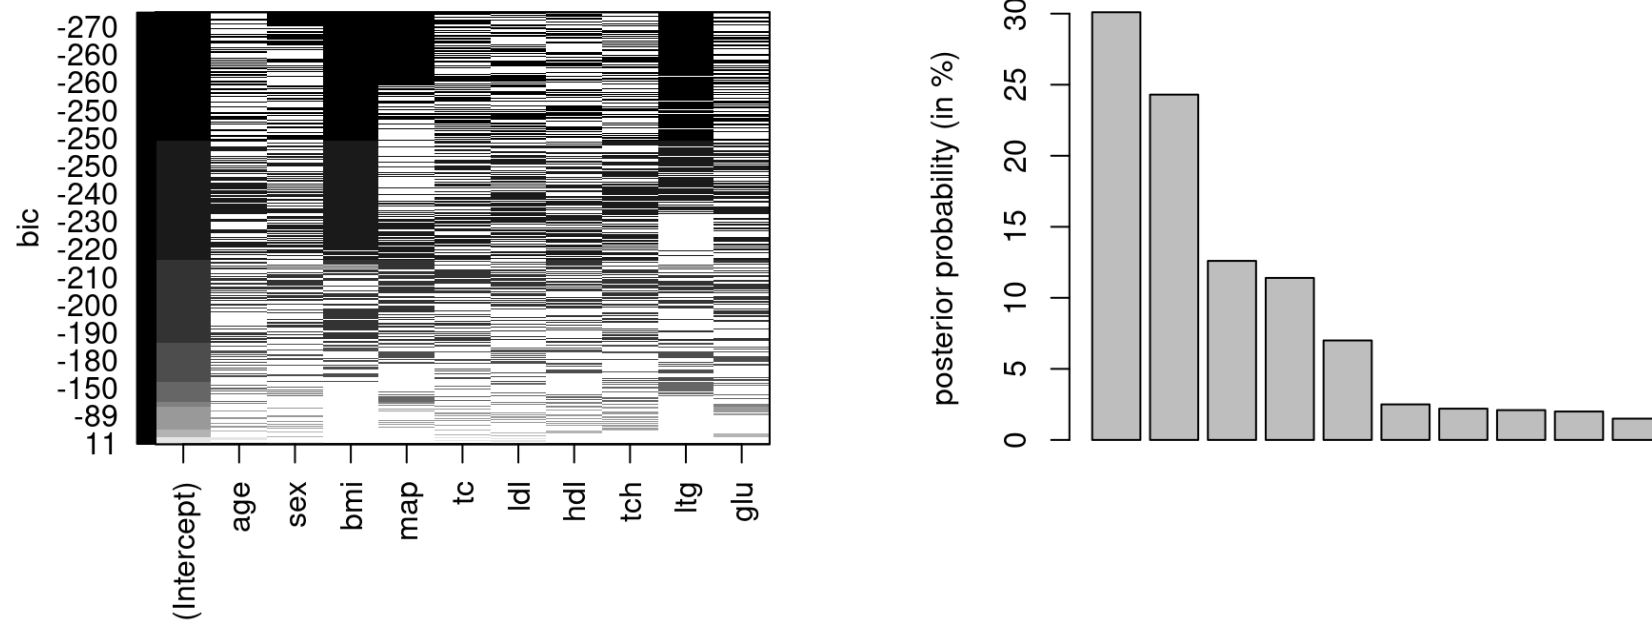 bic
-270
-260
-260
-250
-250
-250
-240
-230
-220
-210
-200
-190
-180
-150
-89
11
(Intercept)
age
sex
bmi
map
tc
ldl
hdl
tch
ltg
glu
posterior probability (in %)
30
25
20
15
10
5
0